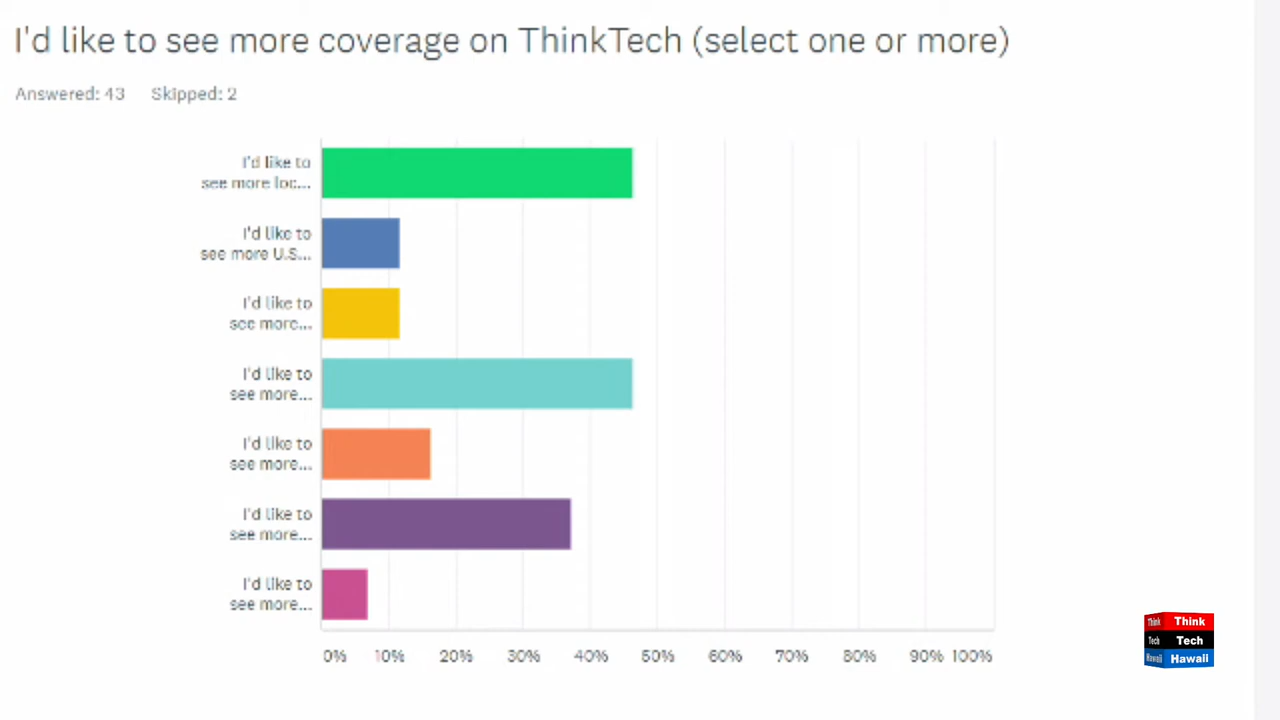 I'd like to see more coverage on ThinkTech (select one or more)
Answered: 43 Skipped: 2
I'd like to
see more loc...
I'd like to
see more U.S...
I'd like to
see more...
I'd like to
see more...
I'd like to
see more...
I'd like to
see more...
I'd like to
see more...
0% 10% 20% 30% 40% 50% 60% 70% 80% 90% 100%
Think Think
Tech Tech
Hawaii Hawaii